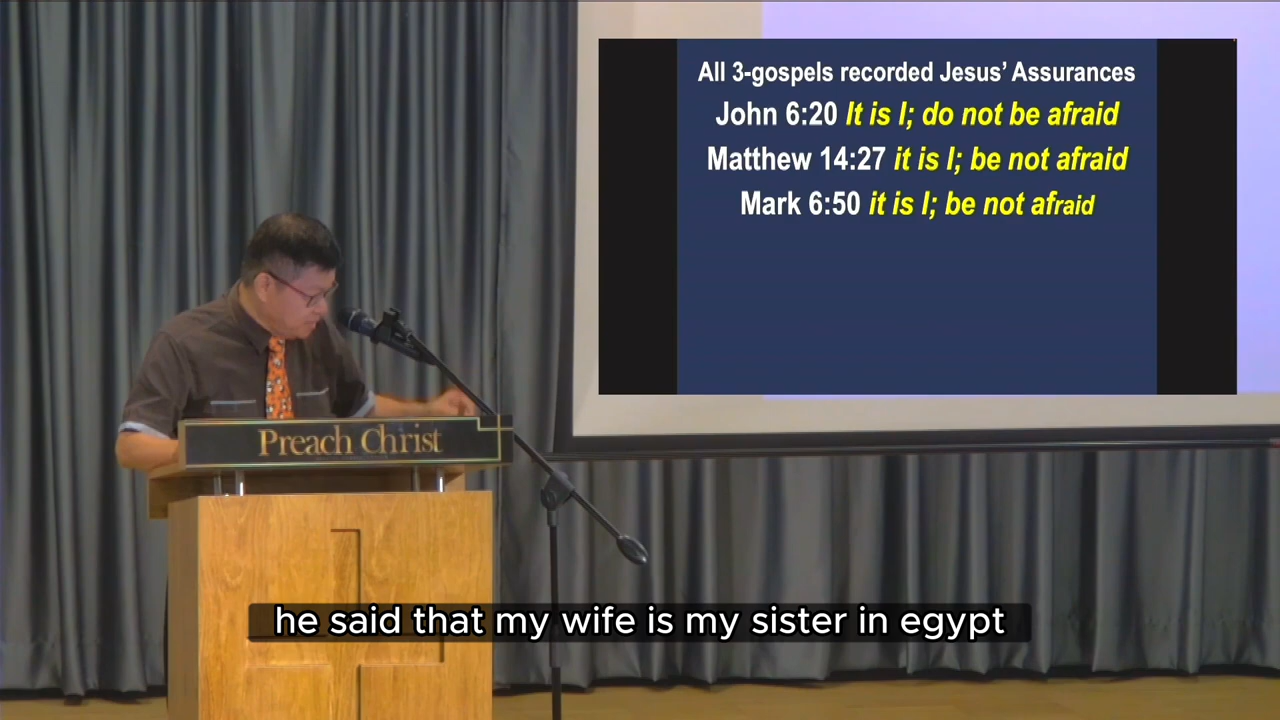 All 3-gospels recorded Jesus’ Assurances
John 6:20 It is I; do not be afraid
Matthew 14:27 it is I; be not afraid
Mark 6:50 it is I; be not afraid
Preach Christ
he said that my wife is my sister in egypt